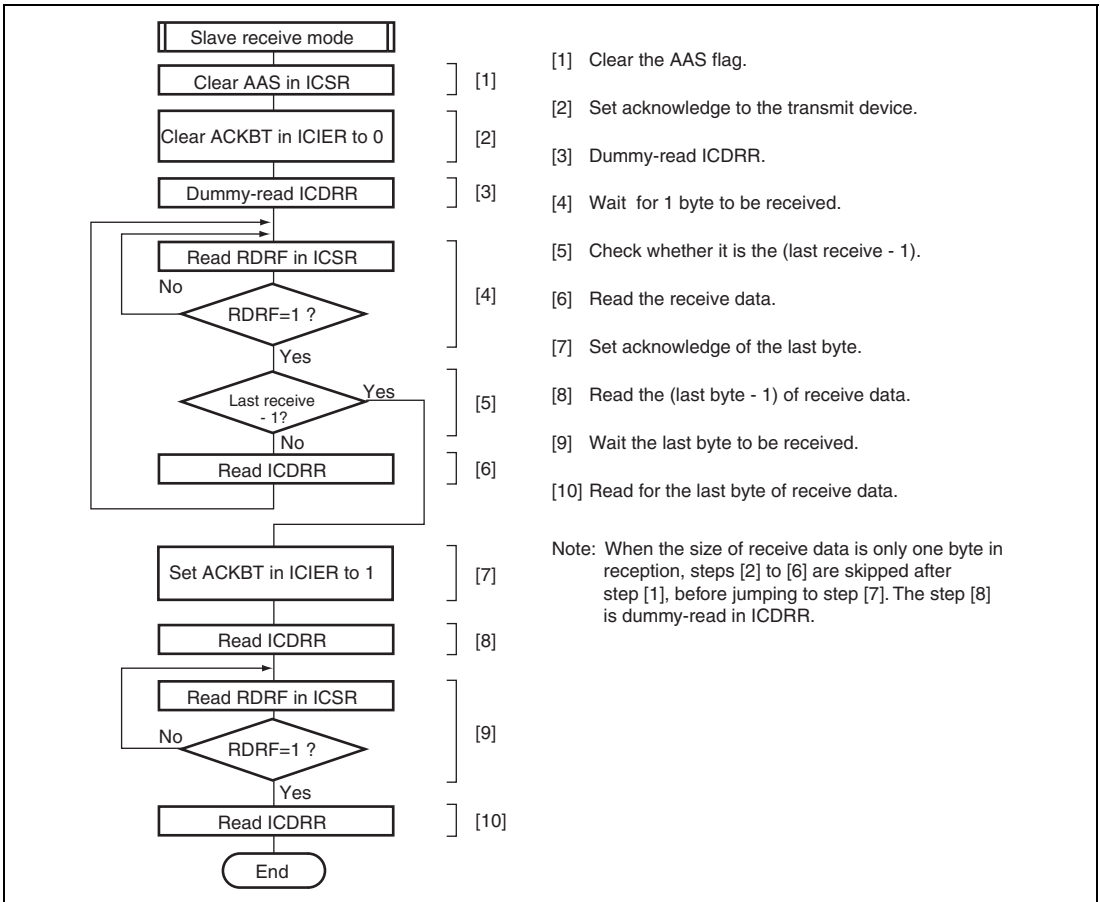 Slave receive mode
Clear AAS in ICSR
[1]
Clear ACKBT in ICIER to 0
[2]
Dummy-read ICDRR
[3]
Read RDRF in ICSR
No
RDRF=1 ?
[4]
Yes
Last receive
- 1?
Yes
[5]
No
Read ICDRR
[6]
Set ACKBT in ICIER to 1
[7]
Read ICDRR
[8]
Read RDRF in ICSR
No
RDRF=1 ?
[9]
Yes
Read ICDRR
[10]
End
[1] Clear the AAS flag.
[2] Set acknowledge to the transmit device.
[3] Dummy-read ICDRR.
[4] Wait for 1 byte to be received.
[5] Check whether it is the (last receive - 1).
[6] Read the receive data.
[7] Set acknowledge of the last byte.
[8] Read the (last byte - 1) of receive data.
[9] Wait the last byte to be received.
[10] Read for the last byte of receive data.
Note: When the size of receive data is only one byte in
reception, steps [2] to [6] are skipped after
step [1], before jumping to step [7]. The step [8]
is dummy-read in ICDRR.